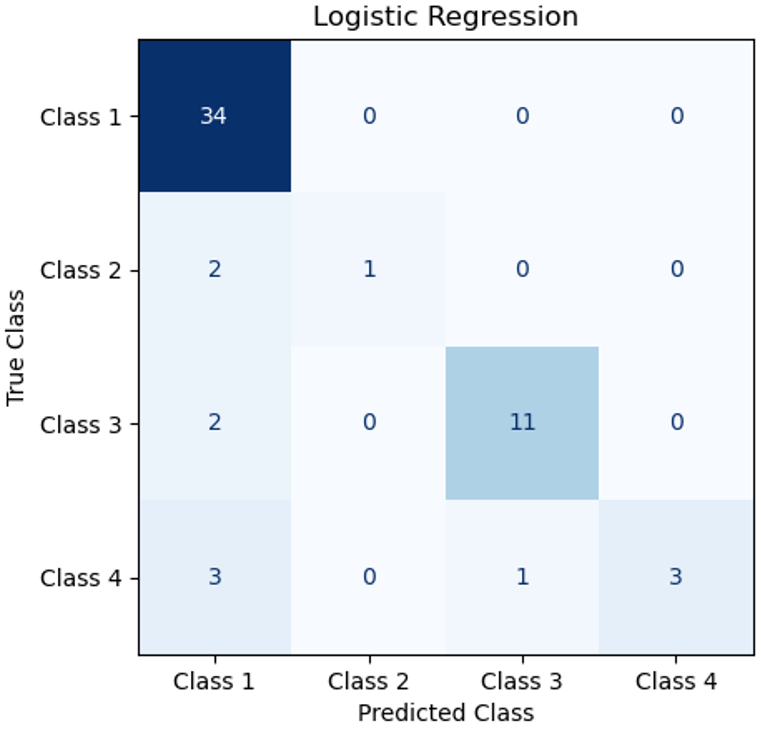 Logistic Regression
True Class
Class 1 34 0 0 0
Class 2 2 1 0 0
Class 3 2 0 11 0
Class 4 3 0 1 3
Class 1 Class 2 Class 3 Class 4
Predicted Class